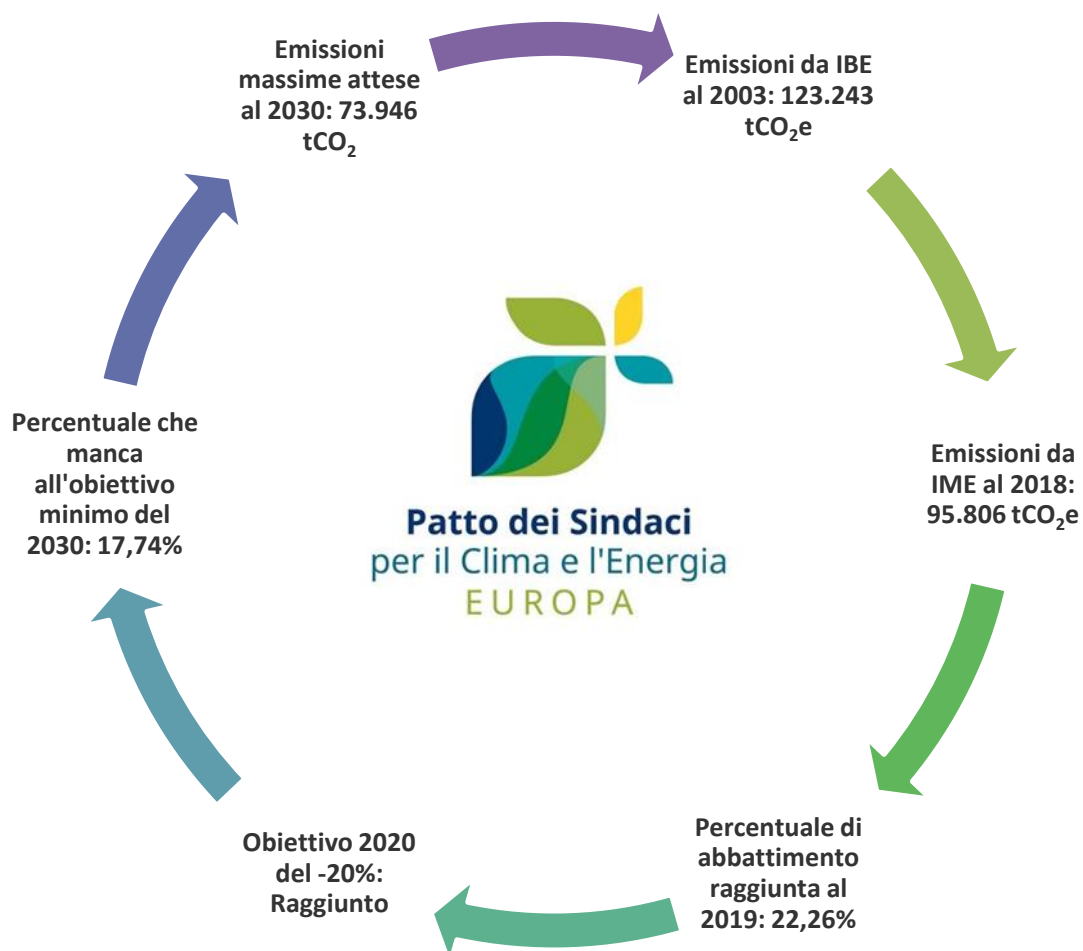 Emissioni
massime attese
al 2030: 73.946
tCO₂
Emissioni da IBE
al 2003: 123.243
tCO₂e
Emissioni da
IME al 2018:
95.806 tCO₂e
Percentuale di
abbattimento
raggiunta al
2019: 22,26%
Obiettivo 2020
del -20%:
Raggiunto
Percentuale che
manca
all'obiettivo
minimo del
2030: 17,74%
Patto dei Sindaci
per il Clima e l'Energia
EUROPA